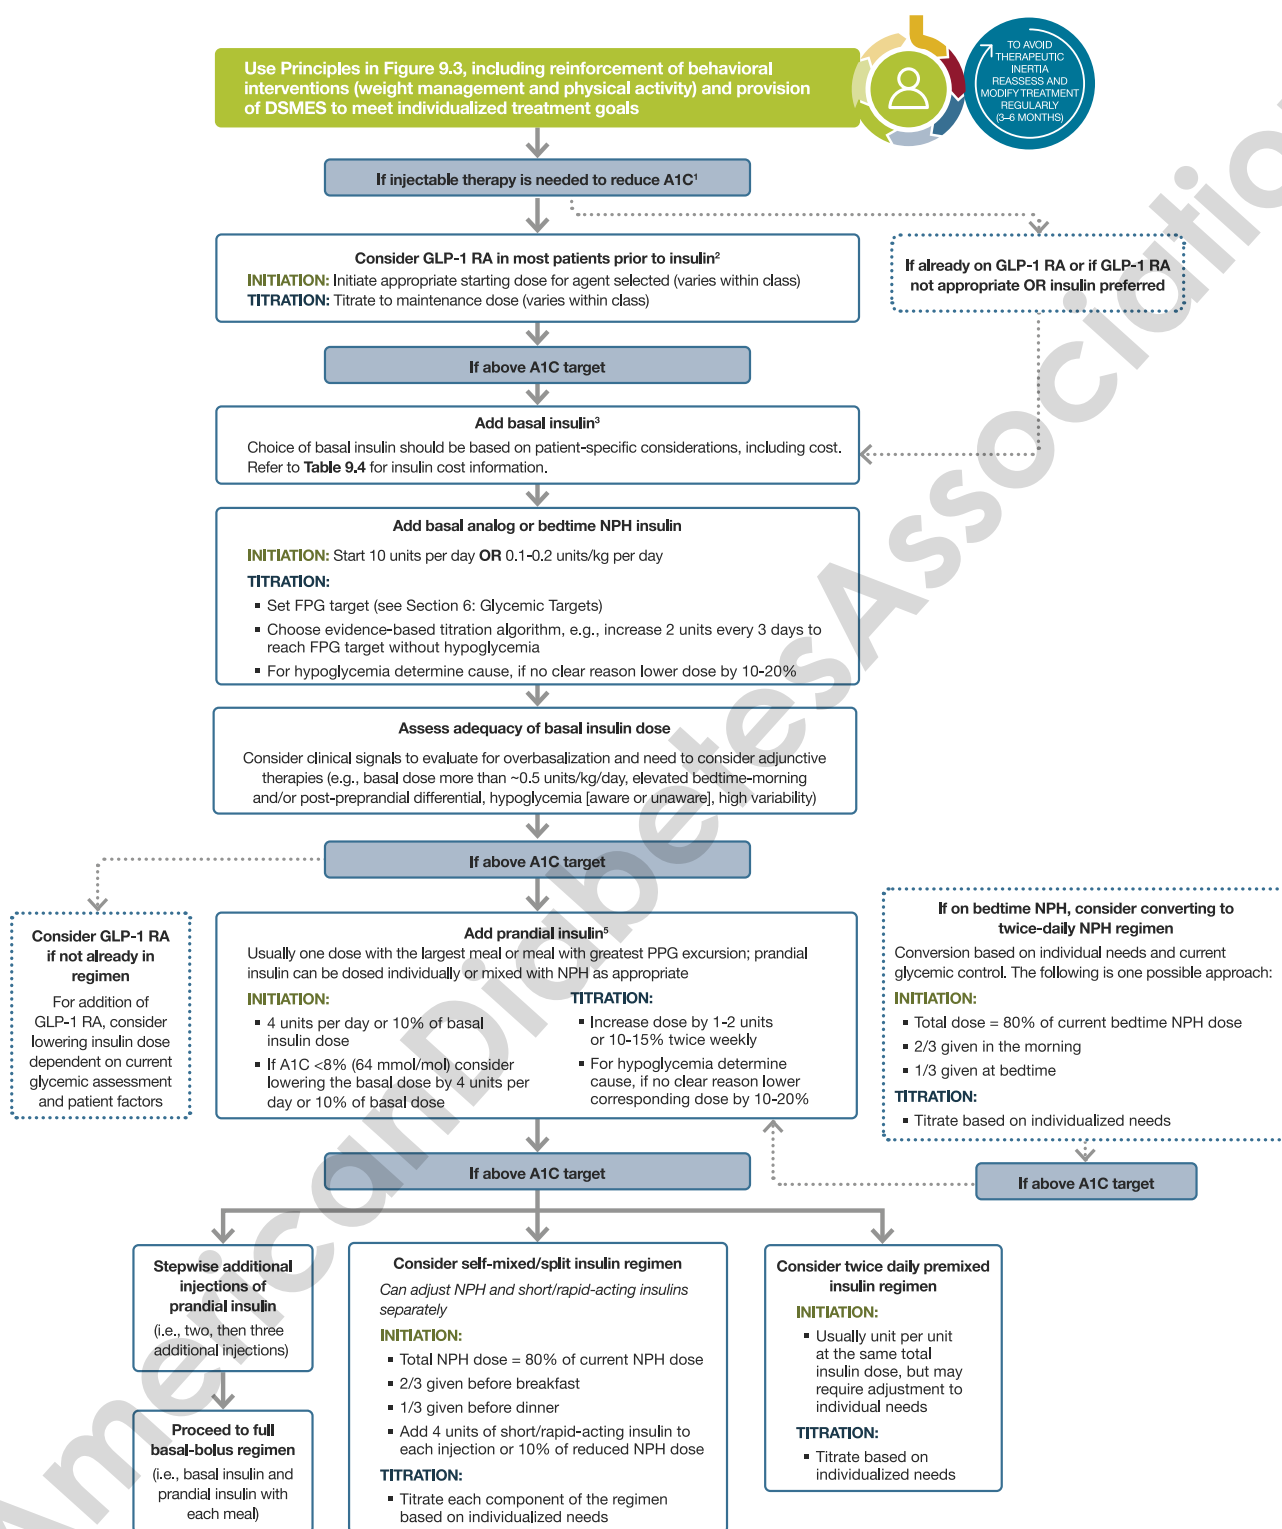 Use Principles in Figure 9.3, including reinforcement of behavioral
interventions (weight management and physical activity) and provision
of DSMES to meet individualized treatment goals
TO AVOID
THERAPEUTIC
INERTIA
REASSESS AND
MODIFY TREATMENT
REGULARLY
(3–6 MONTHS)
If injectable therapy is needed to reduce A1C¹
Consider GLP-1 RA in most patients prior to insulin²
INITIATION: Initiate appropriate starting dose for agent selected (varies within class)
TITRATION: Titrate to maintenance dose (varies within class)
If already on GLP-1 RA or if GLP-1 RA
not appropriate OR insulin preferred
If above A1C target
Add basal insulin³
Choice of basal insulin should be based on patient-specific considerations, including cost.
Refer to Table 9.4 for insulin cost information.
Add basal analog or bedtime NPH insulin
INITIATION: Start 10 units per day OR 0.1-0.2 units/kg per day
TITRATION:
▪ Set FPG target (see Section 6: Glycemic Targets)
▪ Choose evidence-based titration algorithm, e.g., increase 2 units every 3 days to
reach FPG target without hypoglycemia
▪ For hypoglycemia determine cause, if no clear reason lower dose by 10-20%
Assess adequacy of basal insulin dose
Consider clinical signals to evaluate for overbasalization and need to consider adjunctive
therapies (e.g., basal dose more than ~0.5 units/kg/day, elevated bedtime-morning
and/or post-preprandial differential, hypoglycemia [aware or unaware], high variability)
If above A1C target
Consider GLP-1 RA
if not already in
regimen
For addition of
GLP-1 RA, consider
lowering insulin dose
dependent on current
glycemic assessment
and patient factors
Add prandial insulin⁵
Usually one dose with the largest meal or meal with greatest PPG excursion; prandial
insulin can be dosed individually or mixed with NPH as appropriate
INITIATION:
▪ 4 units per day or 10% of basal
insulin dose
▪ If A1C <8% (64 mmol/mol) consider
lowering the basal dose by 4 units per
day or 10% of basal dose
TITRATION:
▪ Increase dose by 1-2 units
or 10-15% twice weekly
▪ For hypoglycemia determine
cause, if no clear reason lower
corresponding dose by 10-20%
If on bedtime NPH, consider converting to
twice-daily NPH regimen
Conversion based on individual needs and current
glycemic control. The following is one possible approach:
INITIATION:
▪ Total dose = 80% of current bedtime NPH dose
▪ 2/3 given in the morning
▪ 1/3 given at bedtime
TITRATION:
▪ Titrate based on individualized needs
If above A1C target
If above A1C target
Stepwise additional
injections of
prandial insulin
(i.e., two, then three
additional injections)
Proceed to full
basal-bolus regimen
(i.e., basal insulin and
prandial insulin with
each meal)
Consider self-mixed/split insulin regimen
Can adjust NPH and short/rapid-acting insulins
separately
INITIATION:
▪ Total NPH dose = 80% of current NPH dose
▪ 2/3 given before breakfast
▪ 1/3 given before dinner
▪ Add 4 units of short/rapid-acting insulin to
each injection or 10% of reduced NPH dose
TITRATION:
▪ Titrate each component of the regimen
based on individualized needs
Consider twice daily premixed
insulin regimen
INITIATION:
▪ Usually unit per unit
at the same total
insulin dose, but may
require adjustment to
individual needs
TITRATION:
▪ Titrate based on
individualized needs
AmericanDiabetesAssociatio